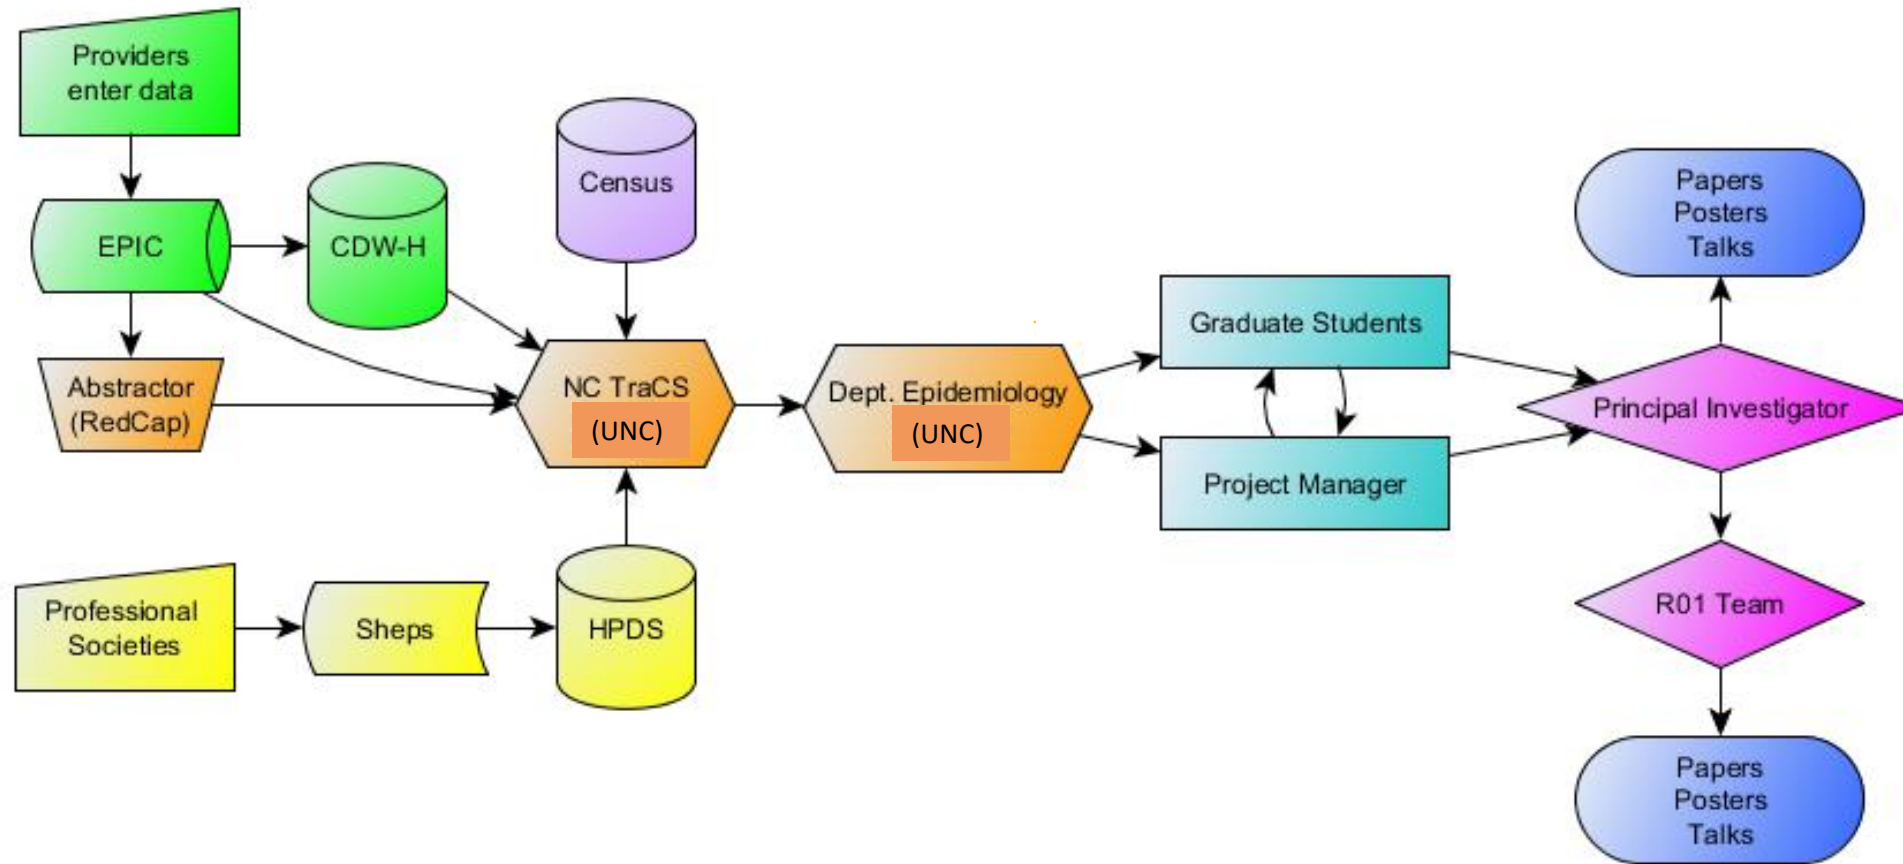 Providers
enter data
EPIC
CDW-H
Census
Abstractor
(RedCap)
NC TraCS
(UNC)
Professional
Societies
Sheps
HPDS
Dept. Epidemiology
(UNC)
Graduate Students
Project Manager
Principal Investigator
Papers
Posters
Talks
R01 Team
Papers
Posters
Talks